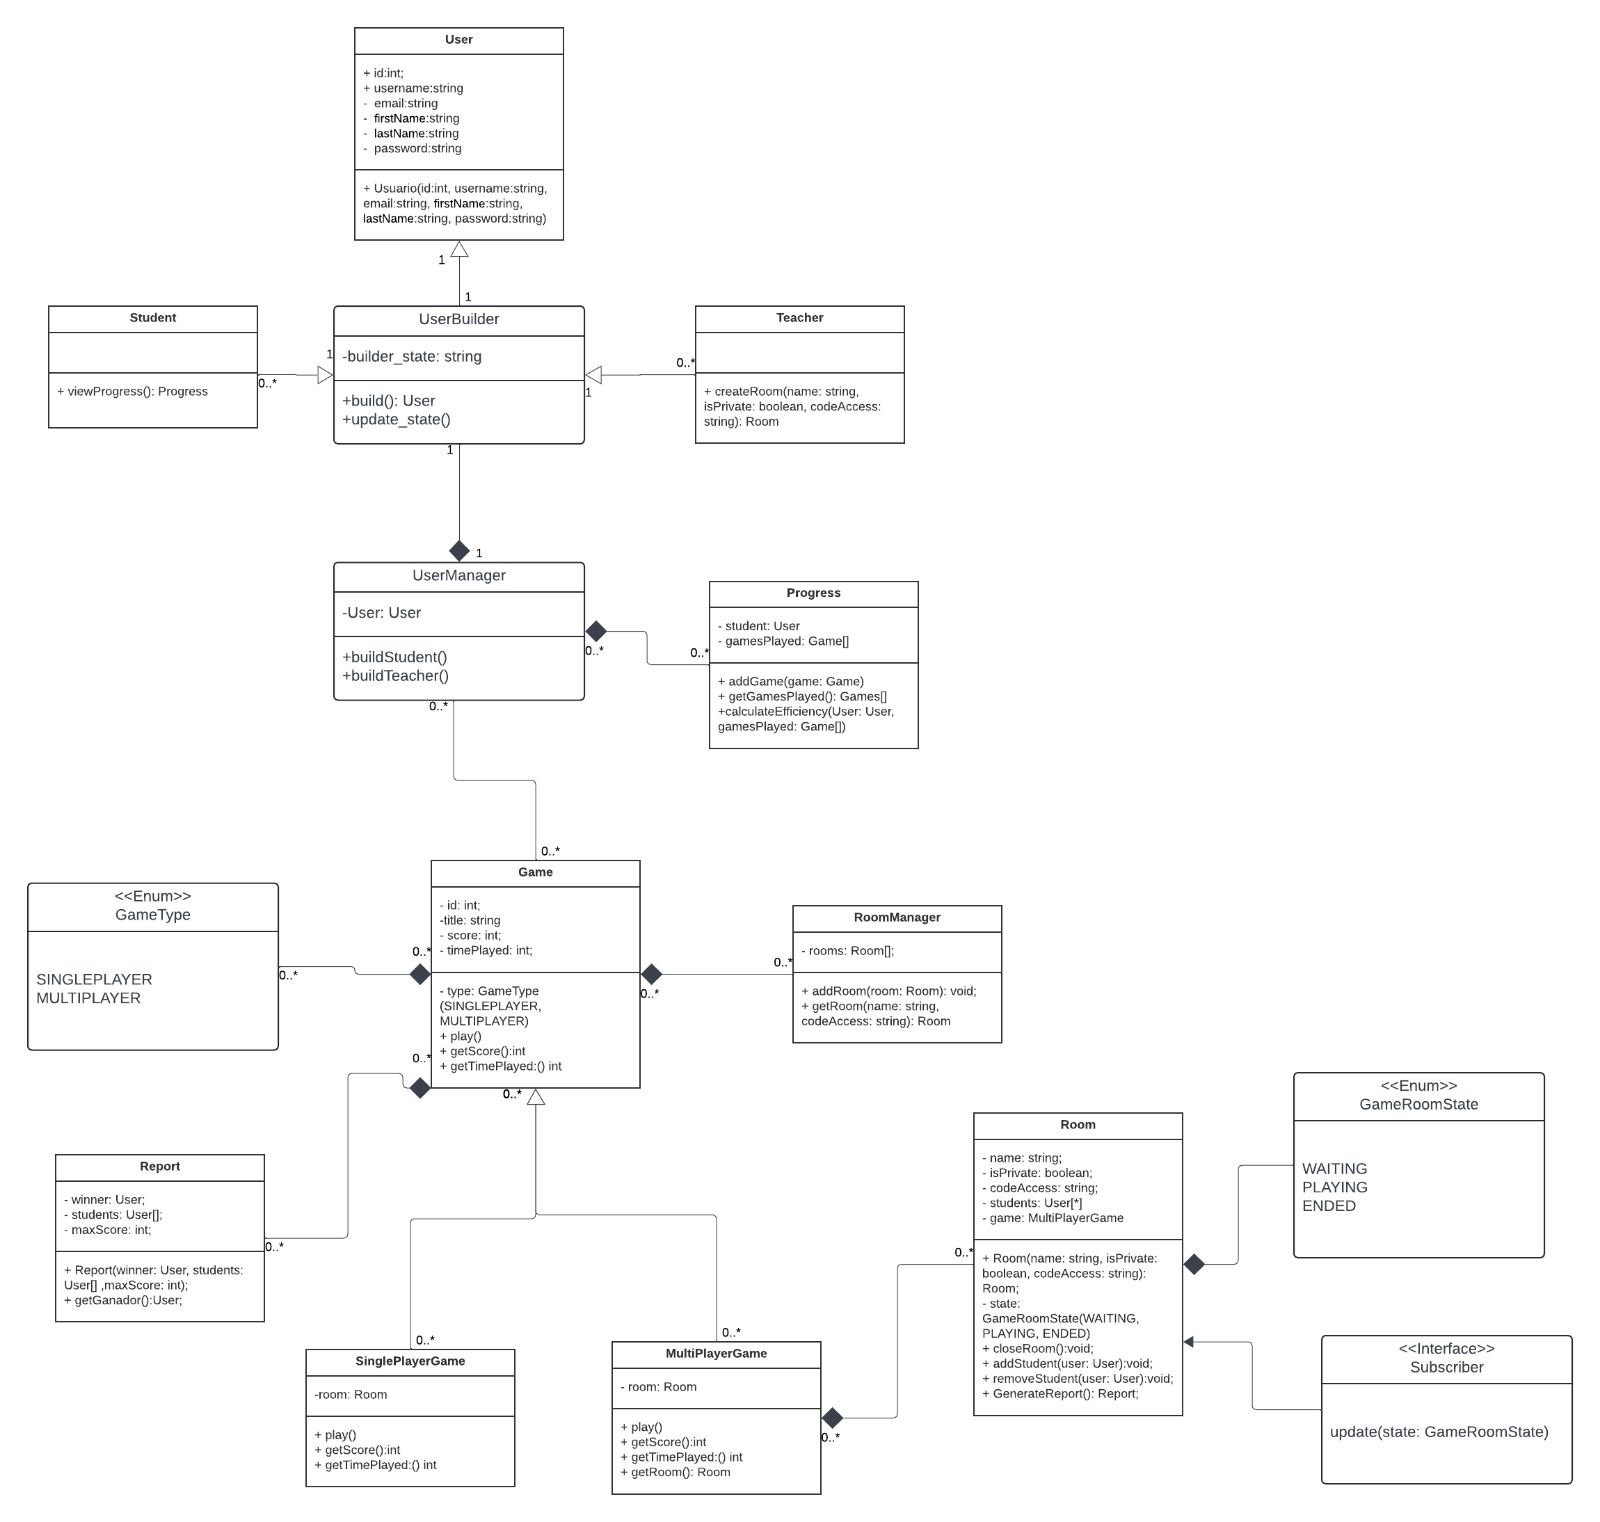 User
+ id:int;
+ username:string
-  email:string
-  firstName:string
-  lastName:string
-  password:string
+ Usuario(id:int, username:string,
email:string, firstName:string,
lastName:string, password:string)
1
1
Student
+ viewProgress(): Progress
0..*
1
UserBuilder
-builder_state: string
+build(): User
+update_state()
1
0..*
Teacher
+ createRoom(name: string,
isPrivate: boolean, codeAccess:
string): Room
1
1
UserManager
-User: User
+buildStudent()
+buildTeacher()
0..*
0..*
Progress
- student: User
- gamesPlayed: Game[]
+ addGame(game: Game)
+ getGamesPlayed(): Games[]
+calculateEfficiency(User: User,
gamesPlayed: Game[])
0..*
0..*
<<Enum>>
GameType
SINGLEPLAYER
MULTIPLAYER
0..*
0..*
Game
- id: int;
-title: string
- score: int;
- timePlayed: int;
- type: GameType
(SINGLEPLAYER,
MULTIPLAYER)
+ play()
+ getScore():int
+ getTimePlayed:() int
0..*
0..*
0..*
0..*
RoomManager
- rooms: Room[];
+ addRoom(room: Room): void;
+ getRoom(name: string,
codeAccess: string): Room
Report
- winner: User;
- students: User[];
- maxScore: int;
+ Report(winner: User, students:
User[] ,maxScore: int);
+ getGanador():User;
0..*
0..*
SinglePlayerGame
-room: Room
+ play()
+ getScore():int
+ getTimePlayed:() int
0..*
MultiPlayerGame
- room: Room
+ play()
+ getScore():int
+ getTimePlayed:() int
+ getRoom(): Room
0..*
0..*
Room
- name: string;
- isPrivate: boolean;
- codeAccess: string;
- students: User[*]
- game: MultiPlayerGame
+ Room(name: string, isPrivate:
boolean, codeAccess: string):
Room;
- state:
GameRoomState(WAITING,
PLAYING, ENDED)
+ closeRoom():void;
+ addStudent(user: User):void;
+ removeStudent(user: User):void;
+ GenerateReport(): Report;
<<Enum>>
GameRoomState
WAITING
PLAYING
ENDED
<<Interface>>
Subscriber
update(state: GameRoomState)